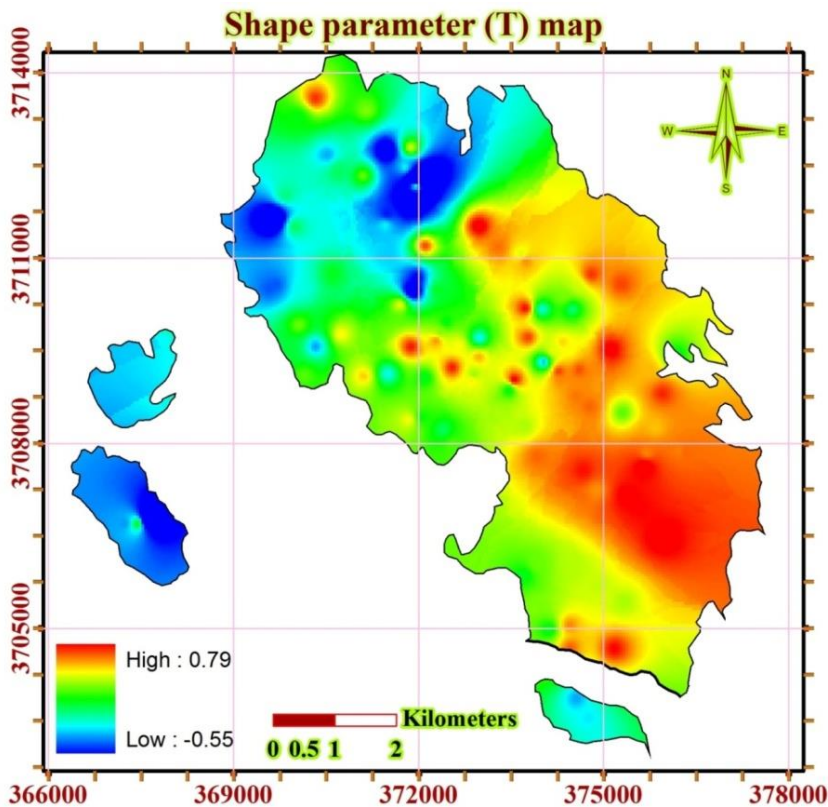 Shape parameter (T) map
3714000
3711000
3708000
3705000
N
W E
S
High : 0.79
Low : -0.55
Kilometers
0 0.5 1 2
366000 369000 372000 375000 378000